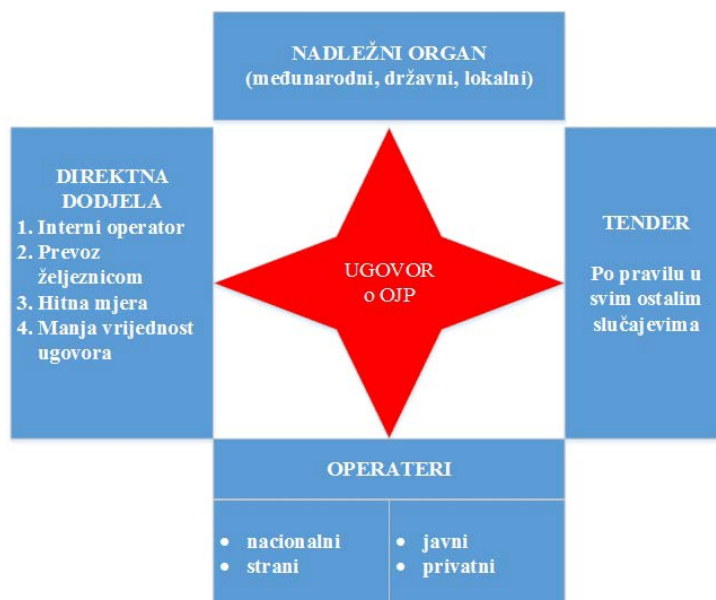 NADLEŽNI ORGAN
(međunarodni, državni, lokalni)
DIREKTNA
DODJELA
1. Interni operator
2. Prevoz
željeznicom
3. Hitna mjera
4. Manja vrijednost
ugovora
UGOVOR
o OJP
TENDER
Po pravilu u
svim ostalim
slučajevima
OPERATERI
• nacionalni
• strani
• javni
• privatni